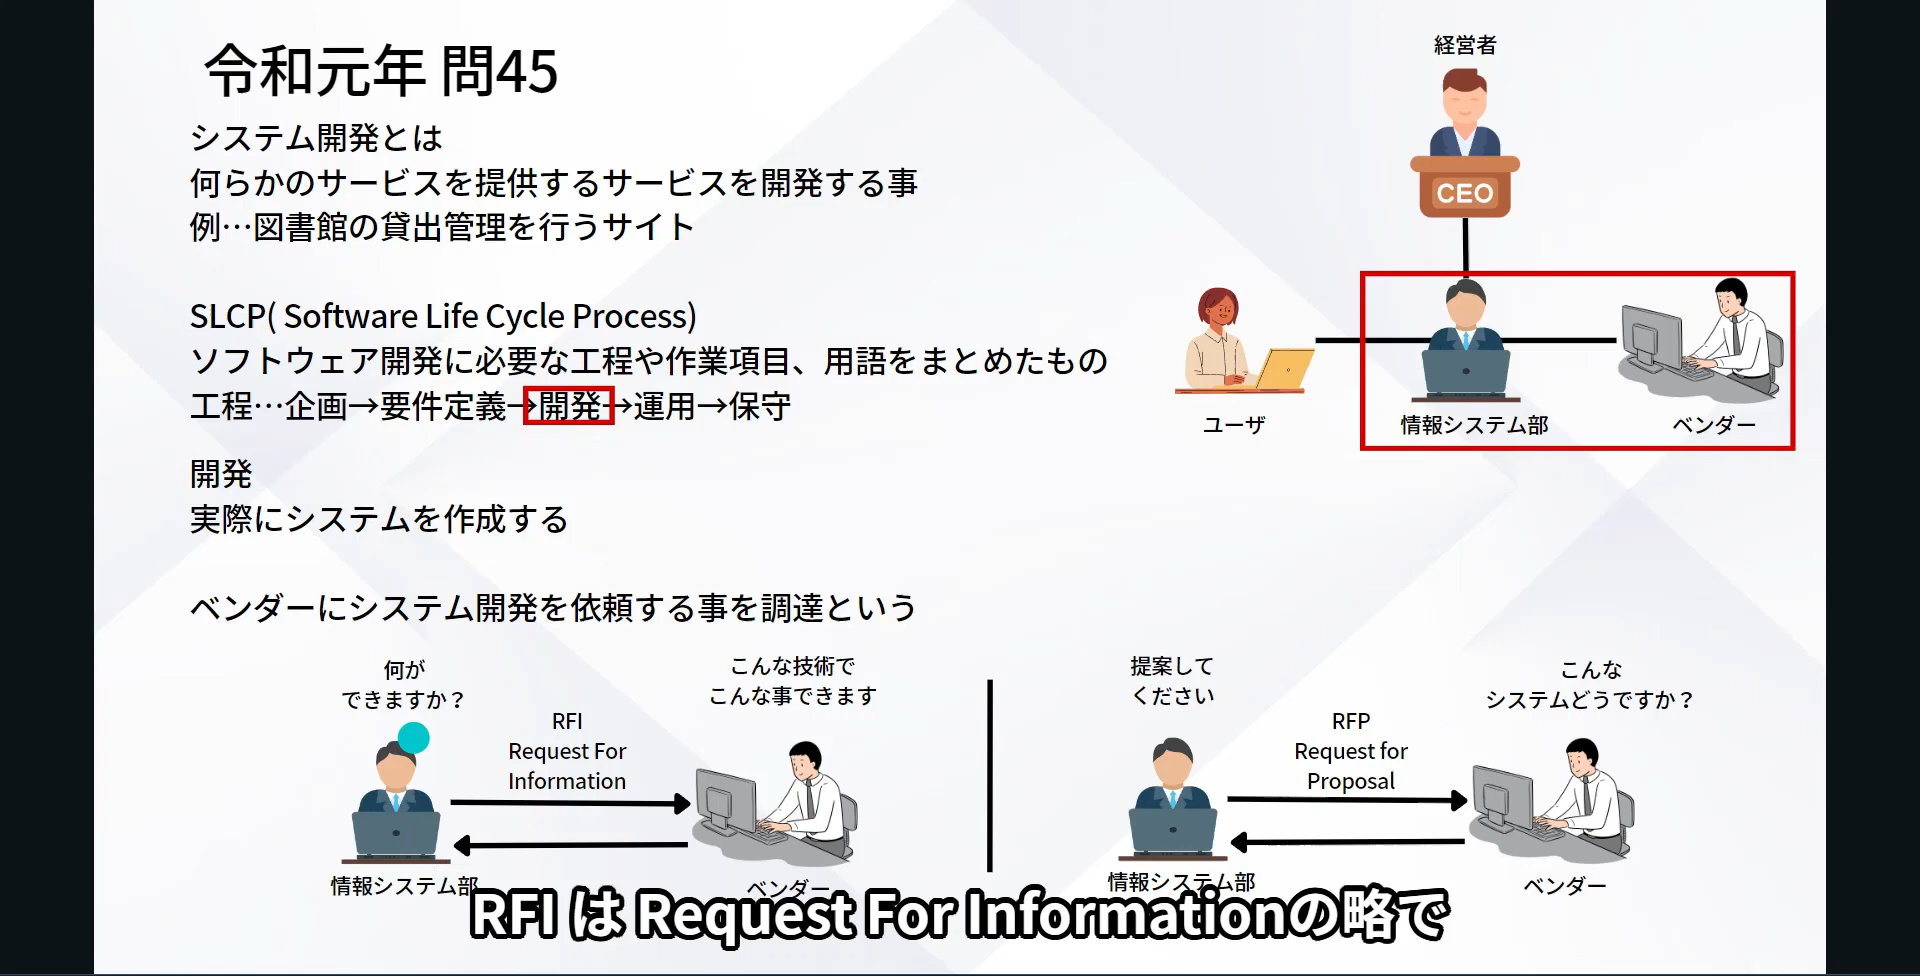 令和元年 問45
システム開発とは
何らかのサービスを提供するサービスを開発する事
例…図書館の貸出管理を行うサイト
SLCP( Software Life Cycle Process)
ソフトウェア開発に必要な工程や作業項目、用語をまとめたもの
工程…企画→要件定義→開発→運用→保守
開発
実際にシステムを作成する
ベンダーにシステム開発を依頼する事を調達という
経営者
CEO
ユーザ
情報システム部
ベンダー
何が
できますか？
RFI
Request For
Information
こんな技術で
こんな事できます
情報システム部
ベンダー
提案して
ください
RFP
Request for
Proposal
こんな
システムどうですか？
情報システム部
ベンダー
RFI は Request For Informationの略で